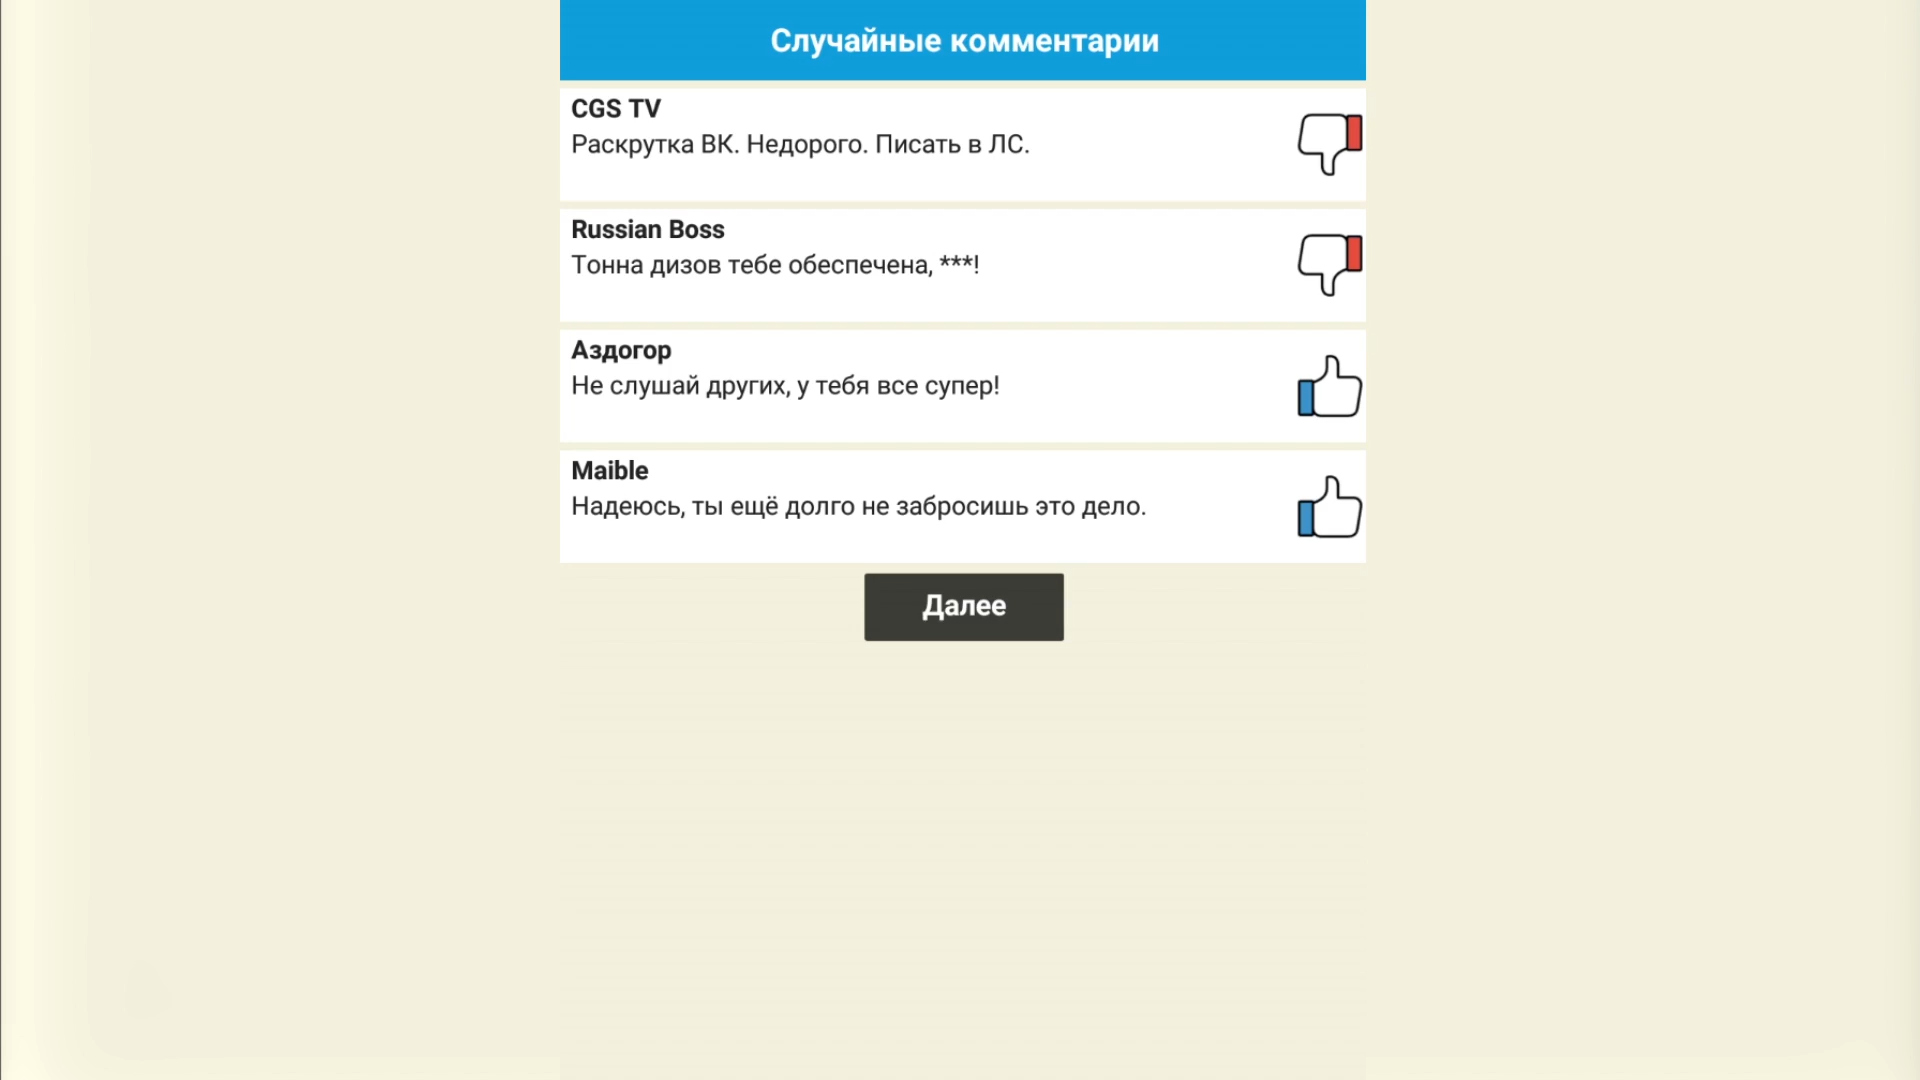 Случайные комментарии
CGS TV
Раскрутка ВК. Недорого. Писать в ЛС.
Russian Boss
Тонна дизов тебе обеспечена, ***!
Аздогор
Не слушай других, у тебя все супер!
Maible
Надеюсь, ты ещё долго не забросишь это дело.
Далее